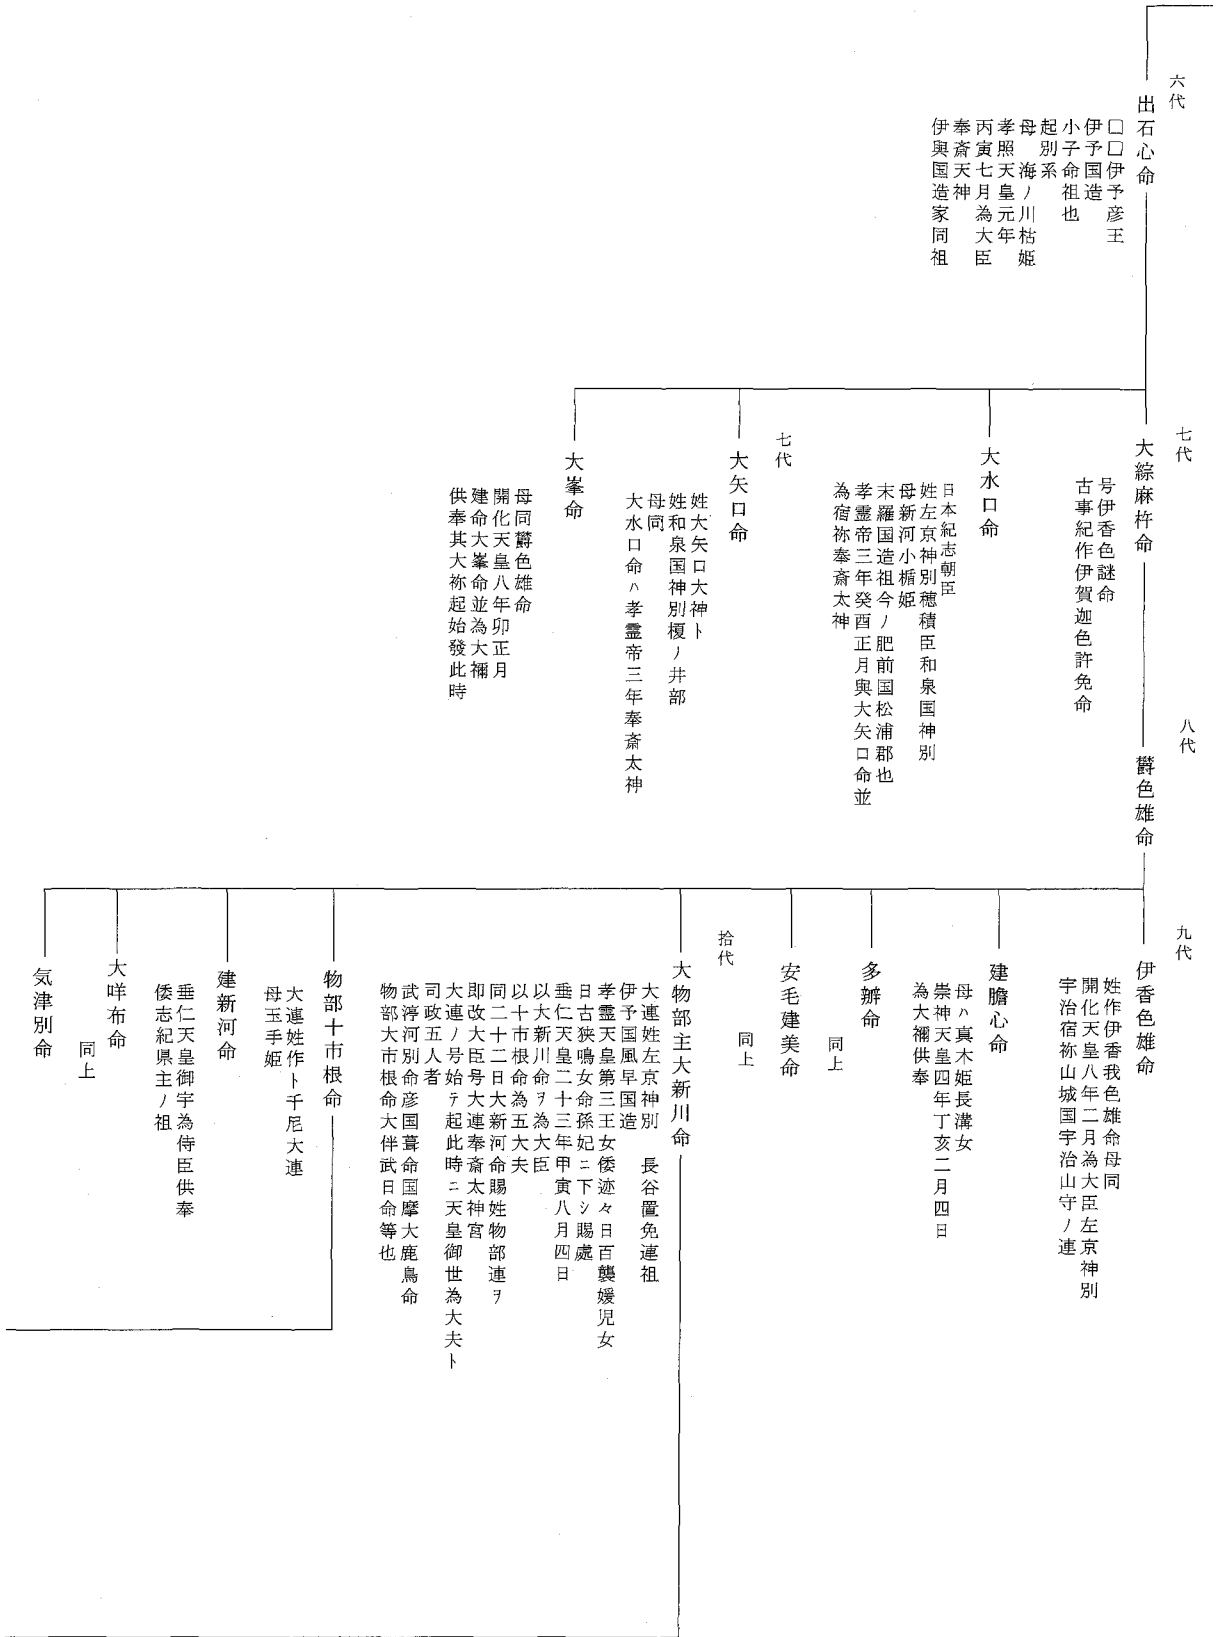 六代
出石心命
□□伊予彦王
伊予国造
小子命祖也
起別系
母　海ノ川枯姫
孝照天皇元年
丙寅七月為大臣
奉斎天神
伊與国造家同祖
七代
大綜麻杵命
号伊香色謎命
古事紀作伊賀迦色許免命
大水口命
日本紀志朝臣
姓左京神別穂積臣和泉国神別
母新河小楯姫
末羅国造祖今ノ肥前国松浦郡也
孝霊帝三年癸酉正月與大矢口命並
為宿祢奉斎太神
七代
大矢口命
姓大矢口大神ト
姓和泉国神別榎ノ井部
母同
大水口命ハ孝霊帝三年奉斎太神
大峯命
母同欝色雄命
開化天皇八年卯正月
建命大峯命並為大禰
供奉其大祢起始發此時
八代
欝色雄命
九代
伊香色雄命
姓作伊香我色雄命母同
開化天皇八年二月為大臣左京神別
宇治宿祢山城国宇治山守ノ連
建膽心命
母ハ真木姫長溝女
崇神天皇四年丁亥二月四日
為大禰供奉
多辧命
同上
安毛建美命
同上
拾代
大物部主大新川命
大連姓左京神別　長谷置免連祖
伊予国風早国造
孝霊天皇第三王女倭迹々日百襲媛児女
日古狭鳴女命孫妃ニ下シ賜處
垂仁天皇二十三年甲寅八月四日
以大新川命ヲ為大臣
以十市根命為五大夫
同二十二日大新河命賜姓物部連ヲ
即改大臣号大連奉斎太神宮
大連ノ号始テ起此時ニ天皇御世為大夫ト
司政五人者
武渟河別命彦国葺命国摩大鹿鳥命
物部大市根命大伴武日命等也
物部十市根命
大連姓作ト千尼大連
母玉手姫
建新河命
垂仁天皇御宇為侍臣供奉
倭志紀県主ノ祖
大咩布命
同上
気津別命